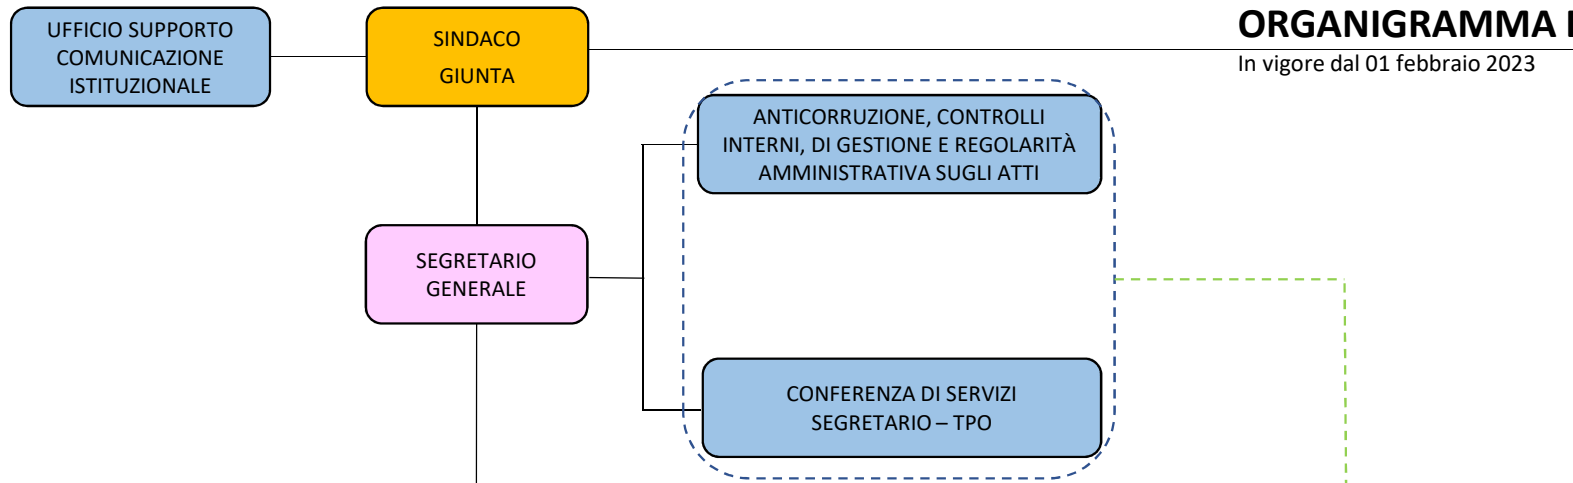 UFFICIO SUPPORTO
COMUNICAZIONE
ISTITUZIONALE
SINDACO
GIUNTA
ORGANIGRAMMA
In vigore dal 01 febbraio 2023
ANTICORRUZIONE, CONTROLLI
INTERNI, DI GESTIONE E REGOLARITÀ
AMMINISTRATIVA SUGLI ATTI
SEGRETARIO
GENERALE
CONFERENZA DI SERVIZI
SEGRETARIO – TPO